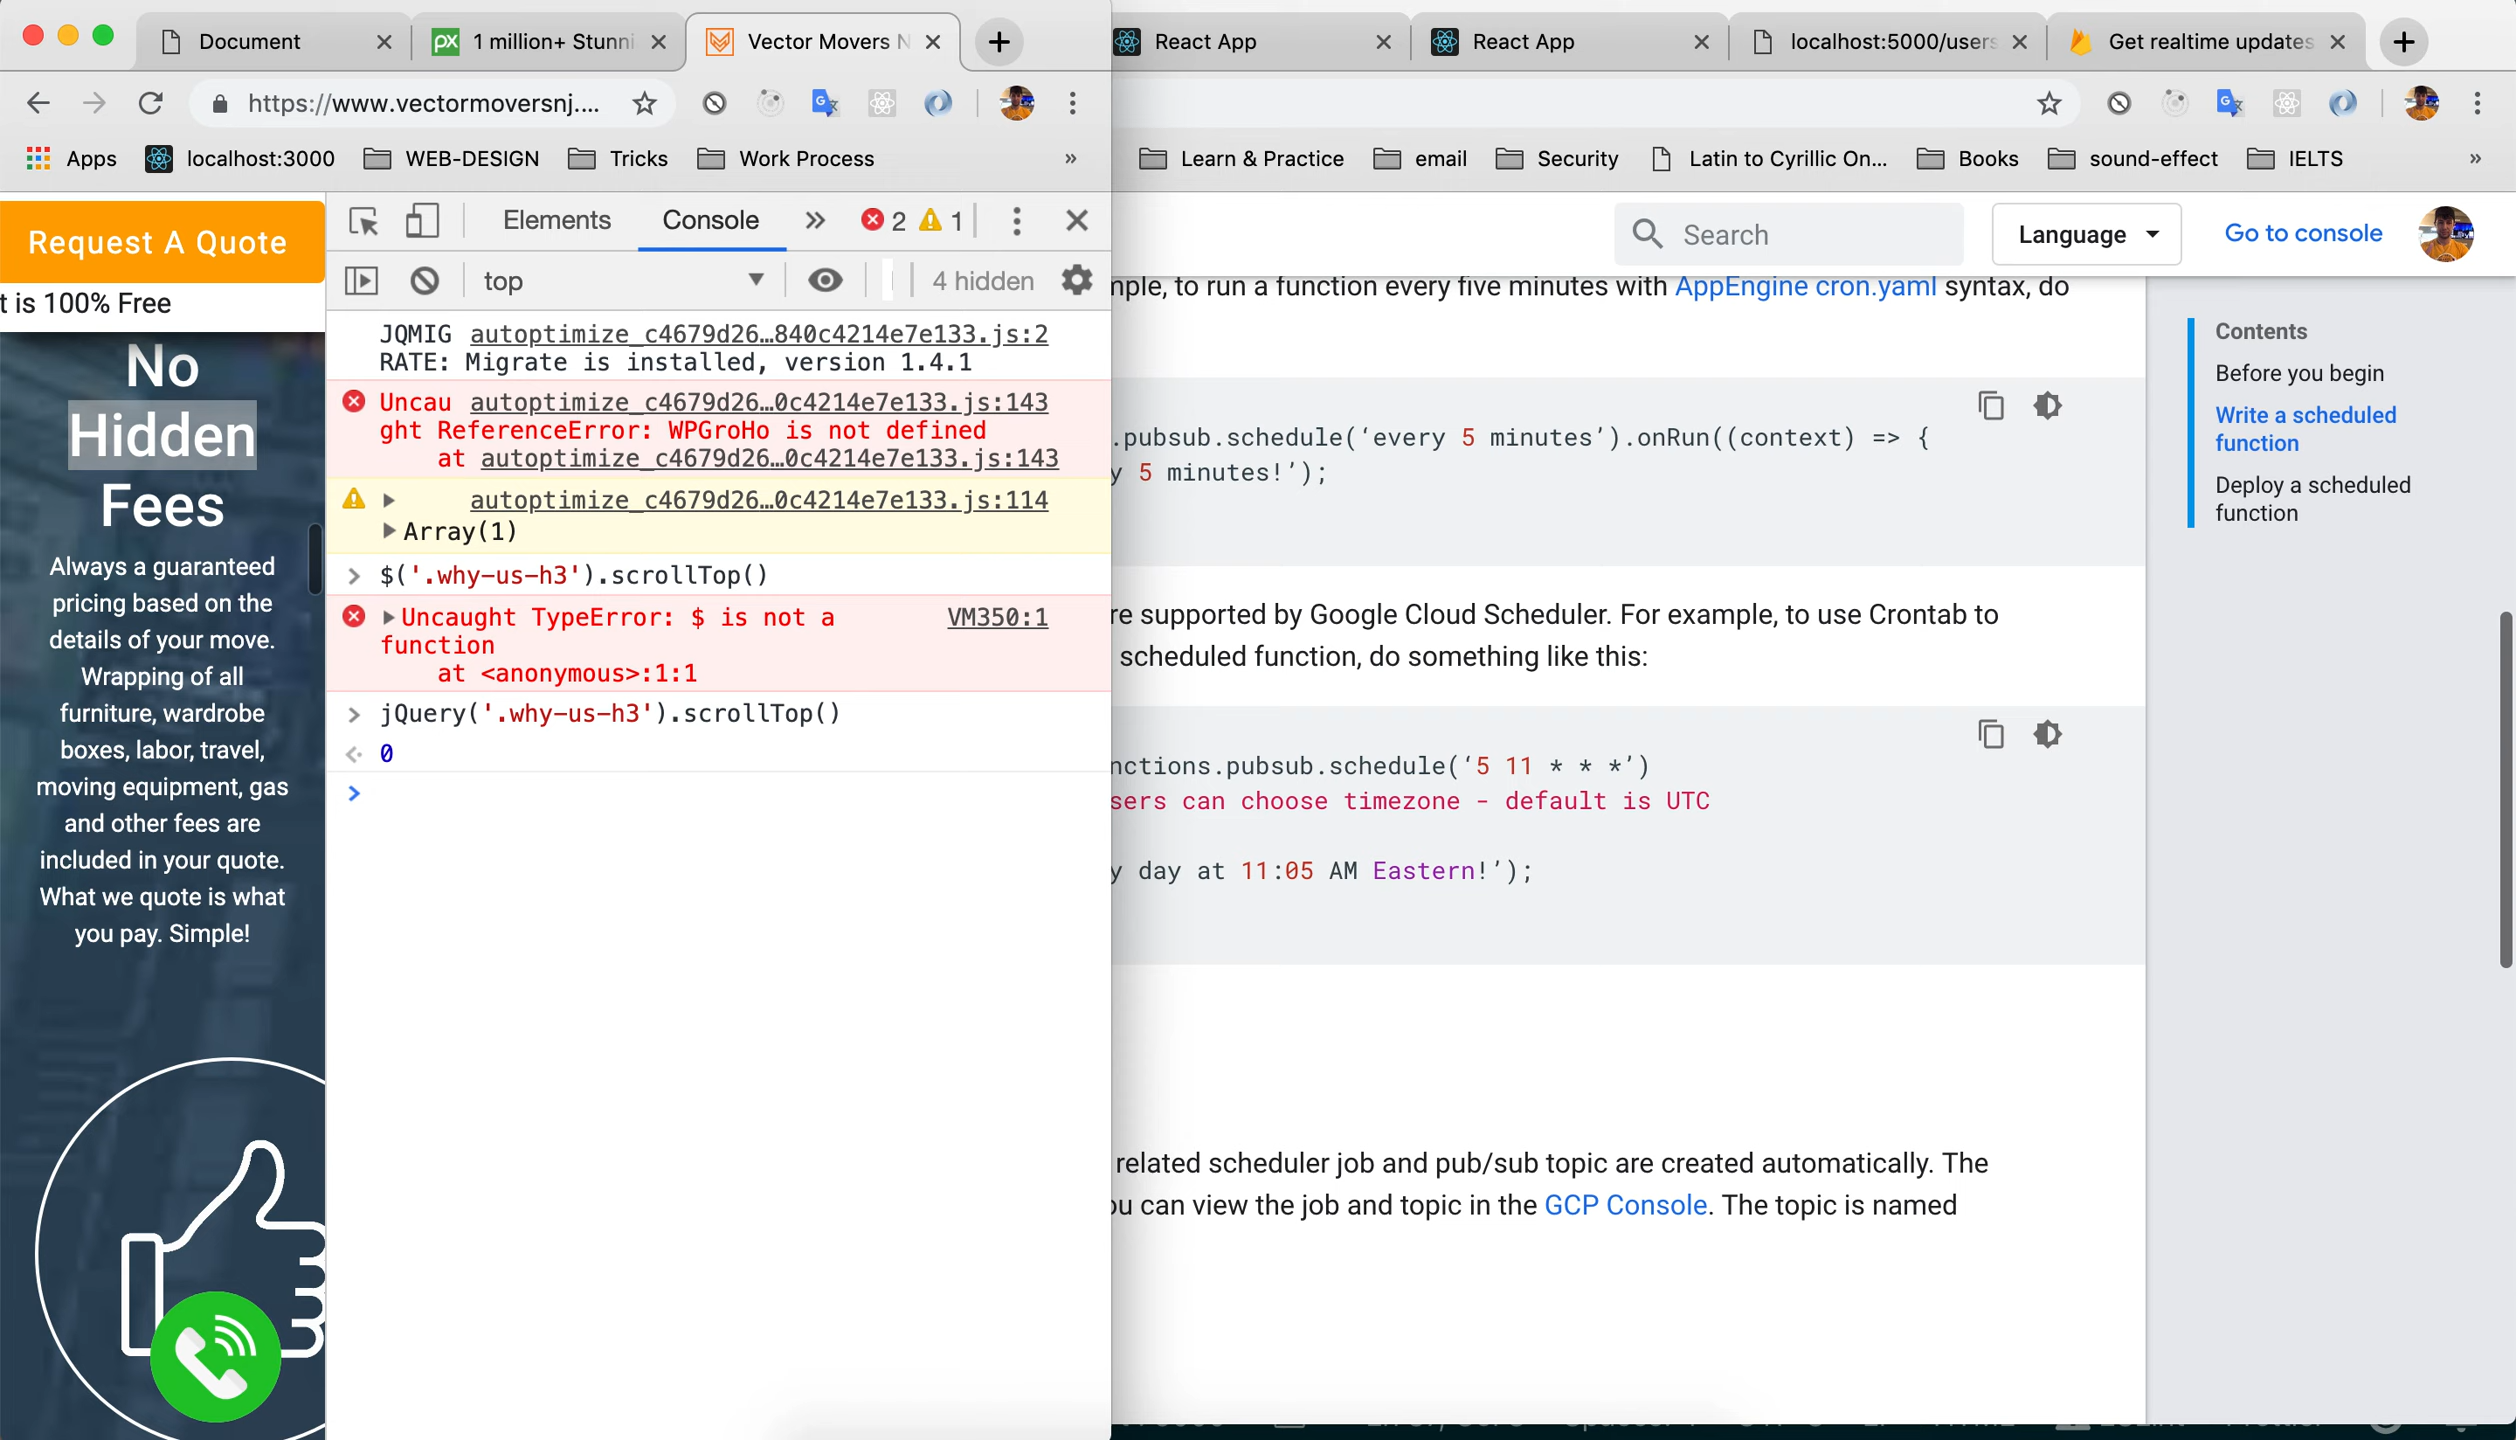 Document
1 million+ Stunni
Vector Movers N
React App
React App
localhost:5000/users
Get realtime updates
https://www.vectormoversnj....
Apps
localhost:3000
WEB-DESIGN
Tricks
Work Process
»
Learn & Practice
email
Security
Latin to Cyrillic On...
Books
sound-effect
IELTS
»
Request A Quote
t is 100% Free
No
Hidden
Fees
Always a guaranteed
pricing based on the
details of your move.
Wrapping of all
furniture, wardrobe
boxes, labor, travel,
moving equipment, gas
and other fees are
included in your quote.
What we quote is what
you pay. Simple!
Elements
Console
»
2
1
top
4 hidden
JQMIG autoptimize_c4679d26…840c4214e7e133.js:2
RATE: Migrate is installed, version 1.4.1
Uncau autoptimize_c4679d26…0c4214e7e133.js:143
ght ReferenceError: WPGroHo is not defined
at autoptimize_c4679d26…0c4214e7e133.js:143
autoptimize_c4679d26…0c4214e7e133.js:114
Array(1)
> $('.why-us-h3').scrollTop()
Uncaught TypeError: $ is not a VM350:1
function
at <anonymous>:1:1
> jQuery('.why-us-h3').scrollTop()
0
>
Search
Language
Go to console
mple, to run a function every five minutes with AppEngine cron.yaml syntax, do
.pubsub.schedule(‘every 5 minutes’).onRun((context) => {
y 5 minutes!’);
re supported by Google Cloud Scheduler. For example, to use Crontab to
scheduled function, do something like this:
nctions.pubsub.schedule(‘5 11 * * *’)
sers can choose timezone - default is UTC
y day at 11:05 AM Eastern!’);
related scheduler job and pub/sub topic are created automatically. The
ou can view the job and topic in the GCP Console. The topic is named
Contents
Before you begin
Write a scheduled
function
Deploy a scheduled
function